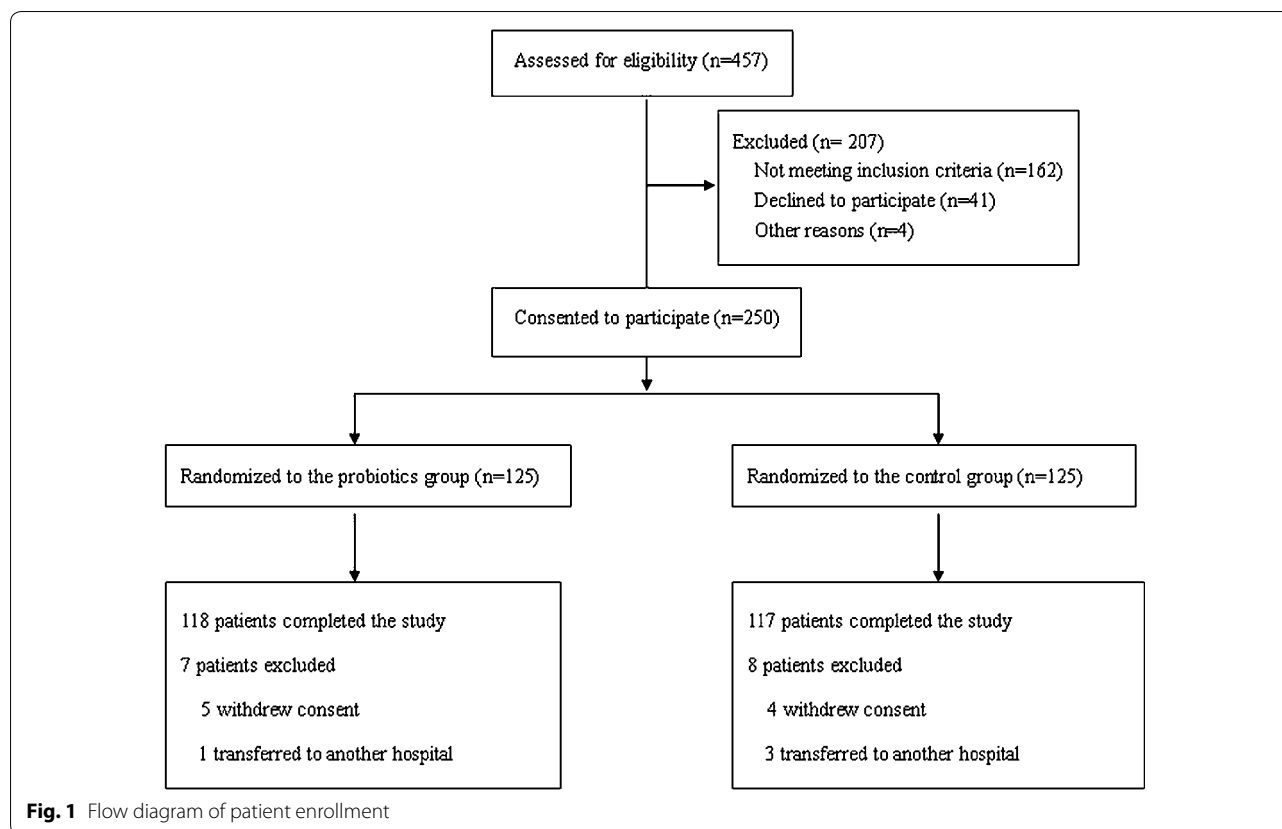 Assessed for eligibility (n=457)
Excluded (n= 207)
Not meeting inclusion criteria (n=162)
Declined to participate (n=41)
Other reasons (n=4)
Consented to participate (n=250)
Randomized to the probiotics group (n=125)
Randomized to the control group (n=125)
118 patients completed the study
7 patients excluded
5 withdrew consent
1 transferred to another hospital
117 patients completed the study
8 patients excluded
4 withdrew consent
3 transferred to another hospital
Fig. 1 Flow diagram of patient enrollment